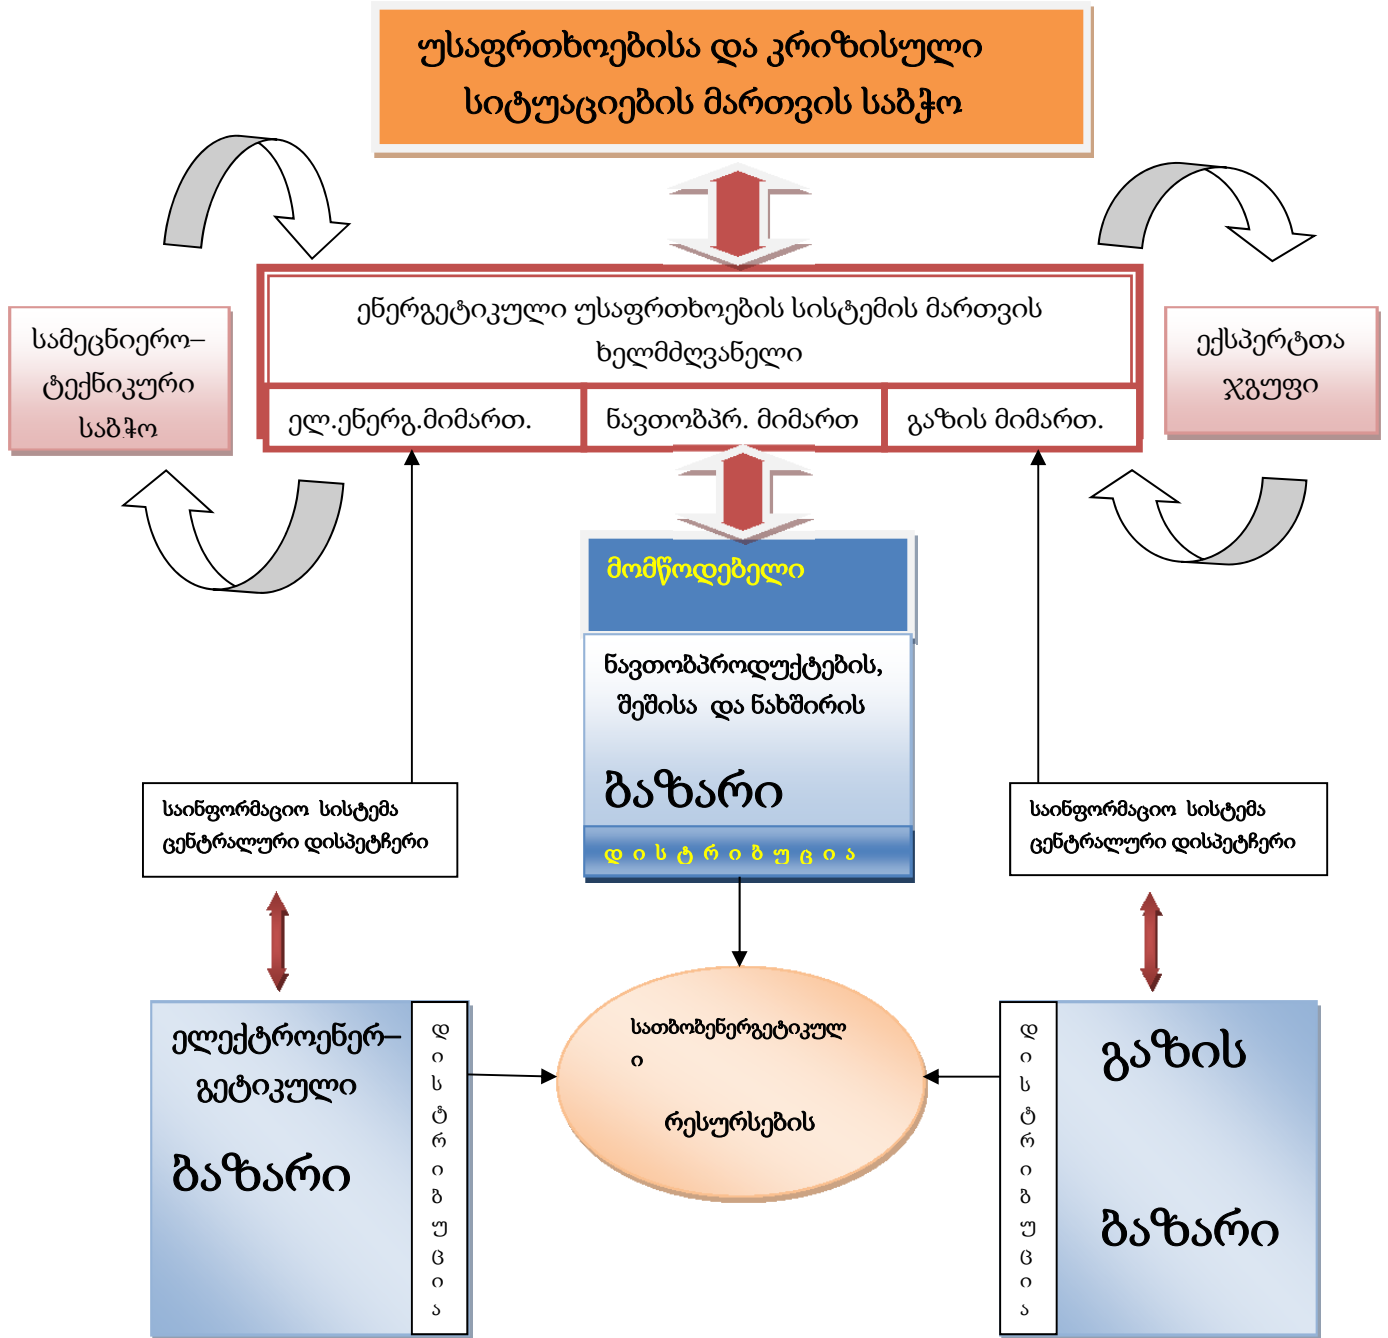 უსაფრთხოებისა და კრიზისული
სიტუაციების მართვის საბჭო
ენერგეტიკული უსაფრთხოების სისტემის მართვის
ხელმძღვანელი
ელ.ენერგ.მიმართ.
ნავთობპრ. მიმართ
გაზის მიმართ.
სამეცნიერო–
ტექნიკური
საბჭო
ექსპერტთა
ჯგუფი
მომწოდებელი
ნავთობპროდუქტების,
შეშისა და ნახშირის
ბაზარი
დ ი ს ტ რ ი ბ უ ც ი ა
საინფორმაციო სისტემა
ცენტრალური დისპეტჩერი
საინფორმაციო სისტემა
ცენტრალური დისპეტჩერი
ელექტროენერ–
გეტიკული
ბაზარი
დ
ი
ს
ტ
რ
ი
ბ
უ
ც
ი
ა
სათბობენერგეტიკულ
ი
რესურსების
დ
ი
ს
ტ
რ
ი
ბ
უ
ც
ი
ა
გაზის
ბაზარი